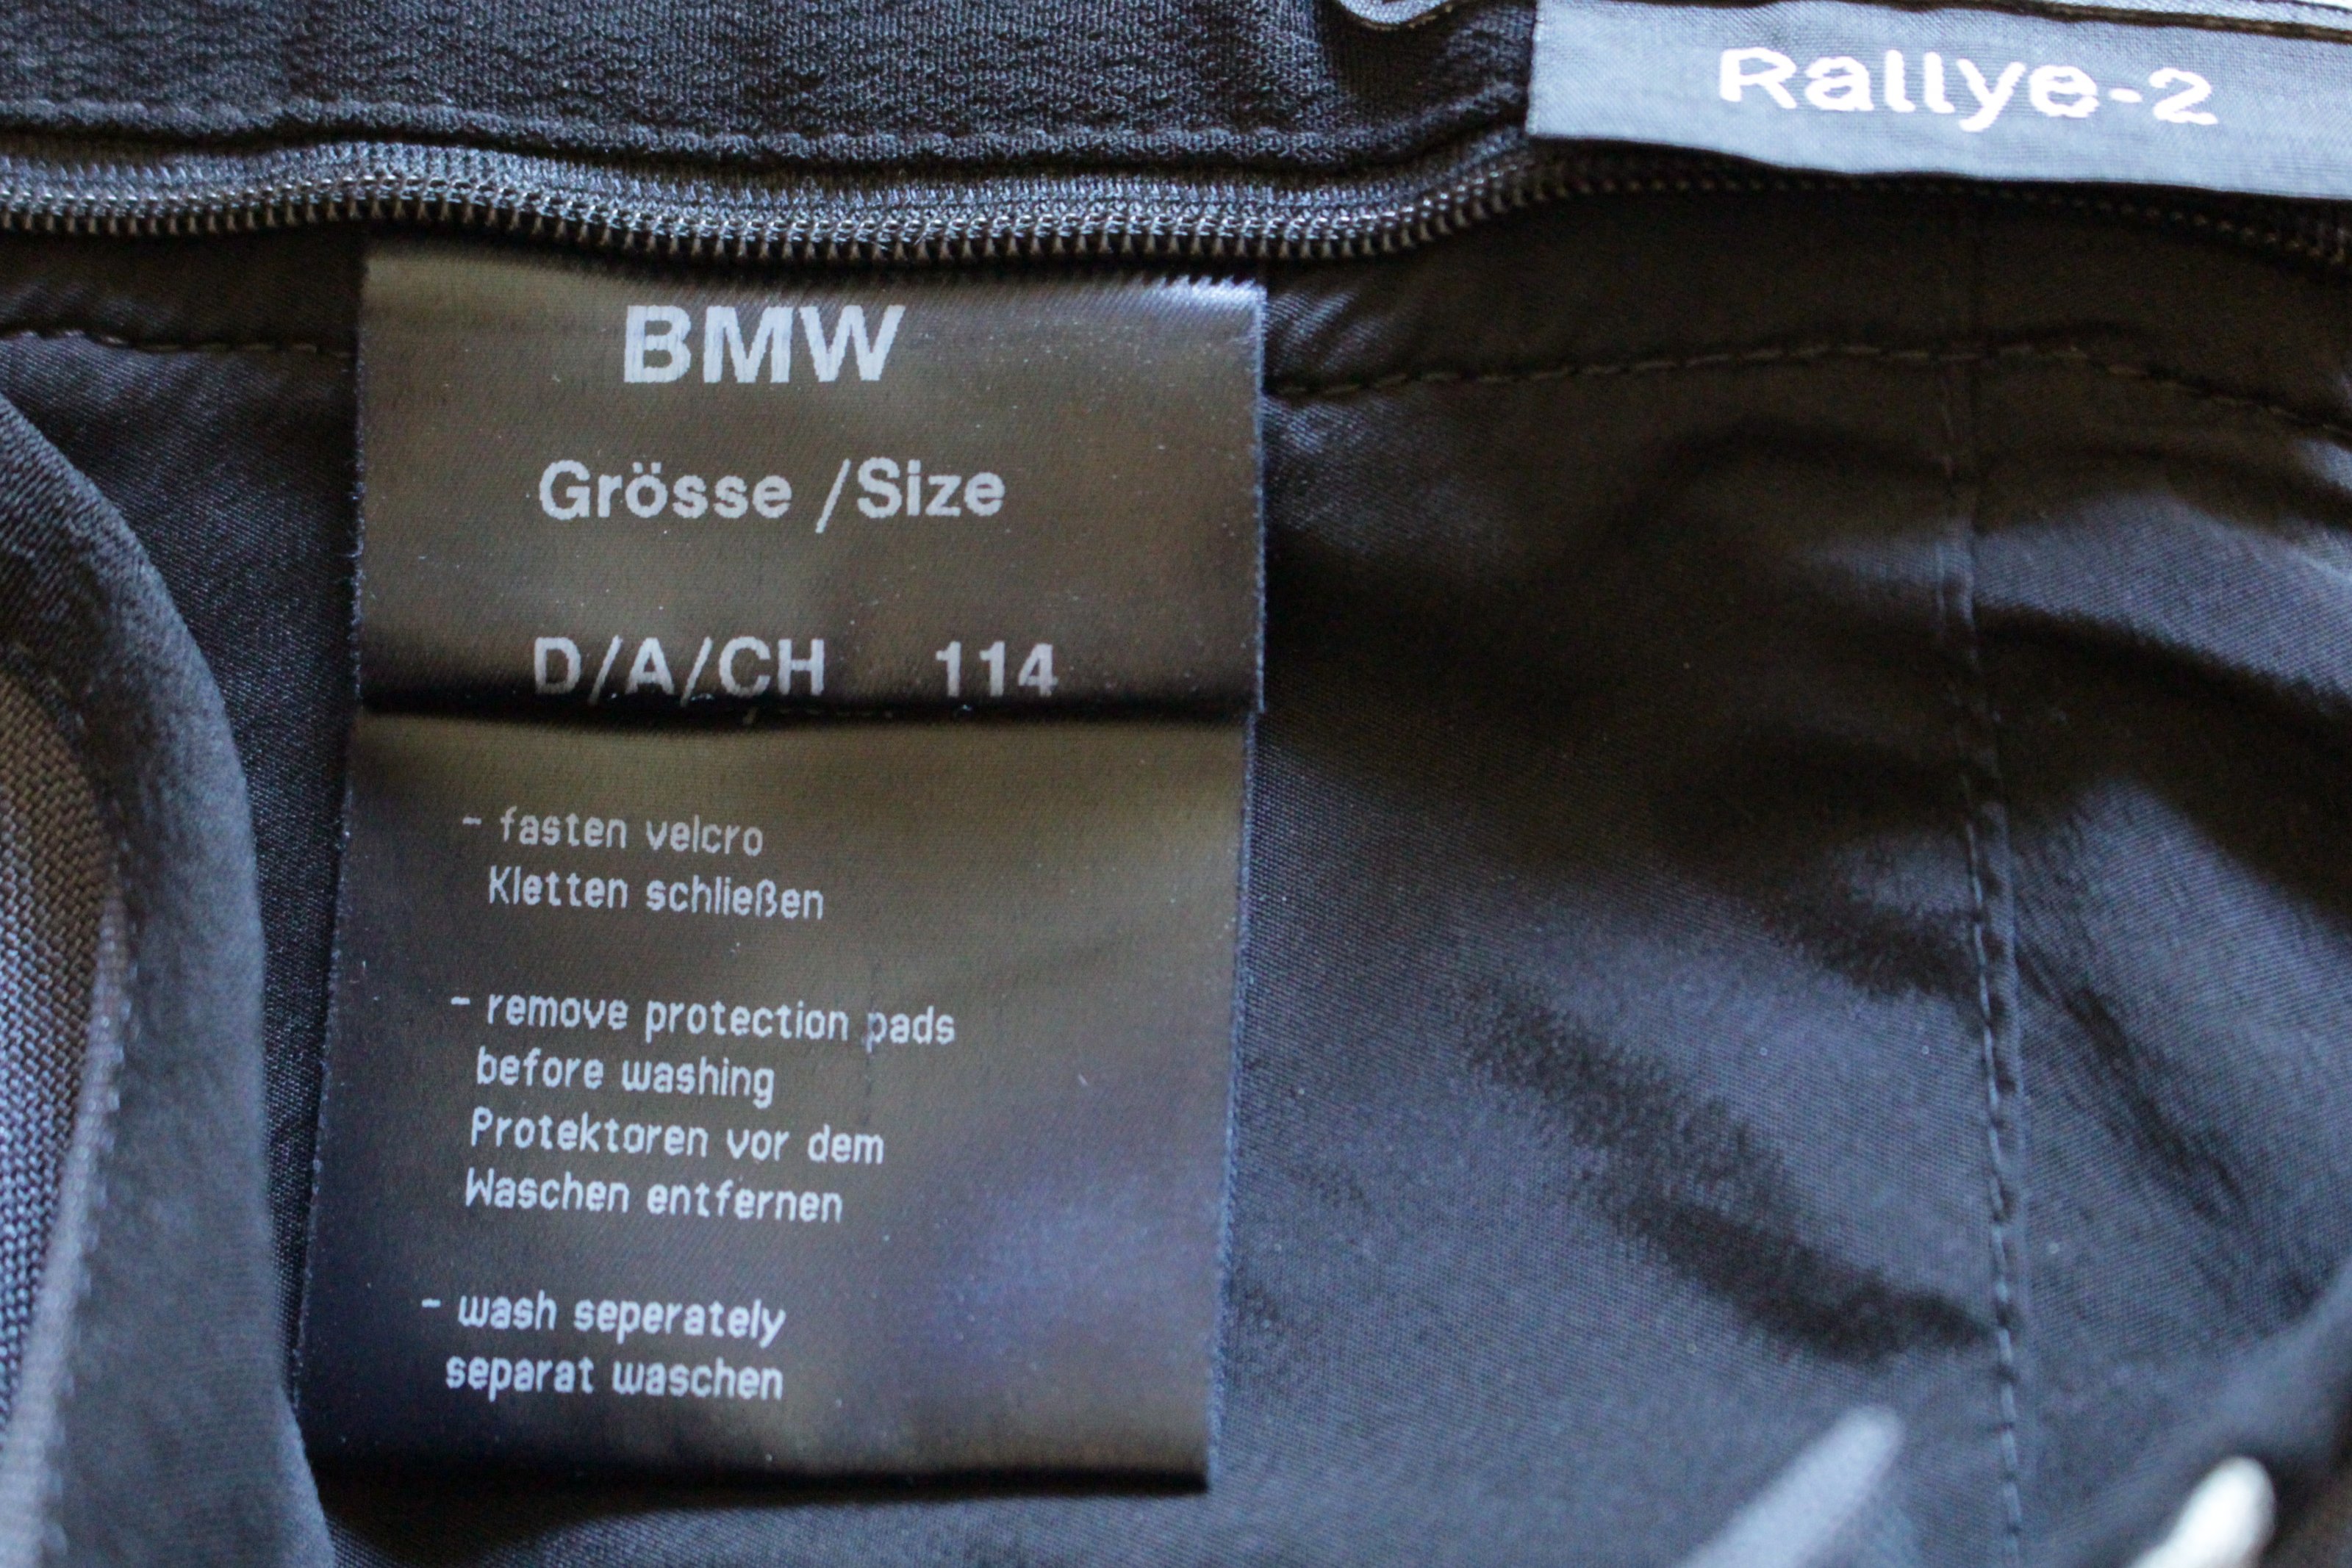 Rallye-2
BMW
Grösse /Size
D/A/CH 114
- fasten velcro
Kletten schließen
- remove protection pads
before washing
Protektoren vor dem
Waschen entfernen
- wash seperately
separat waschen